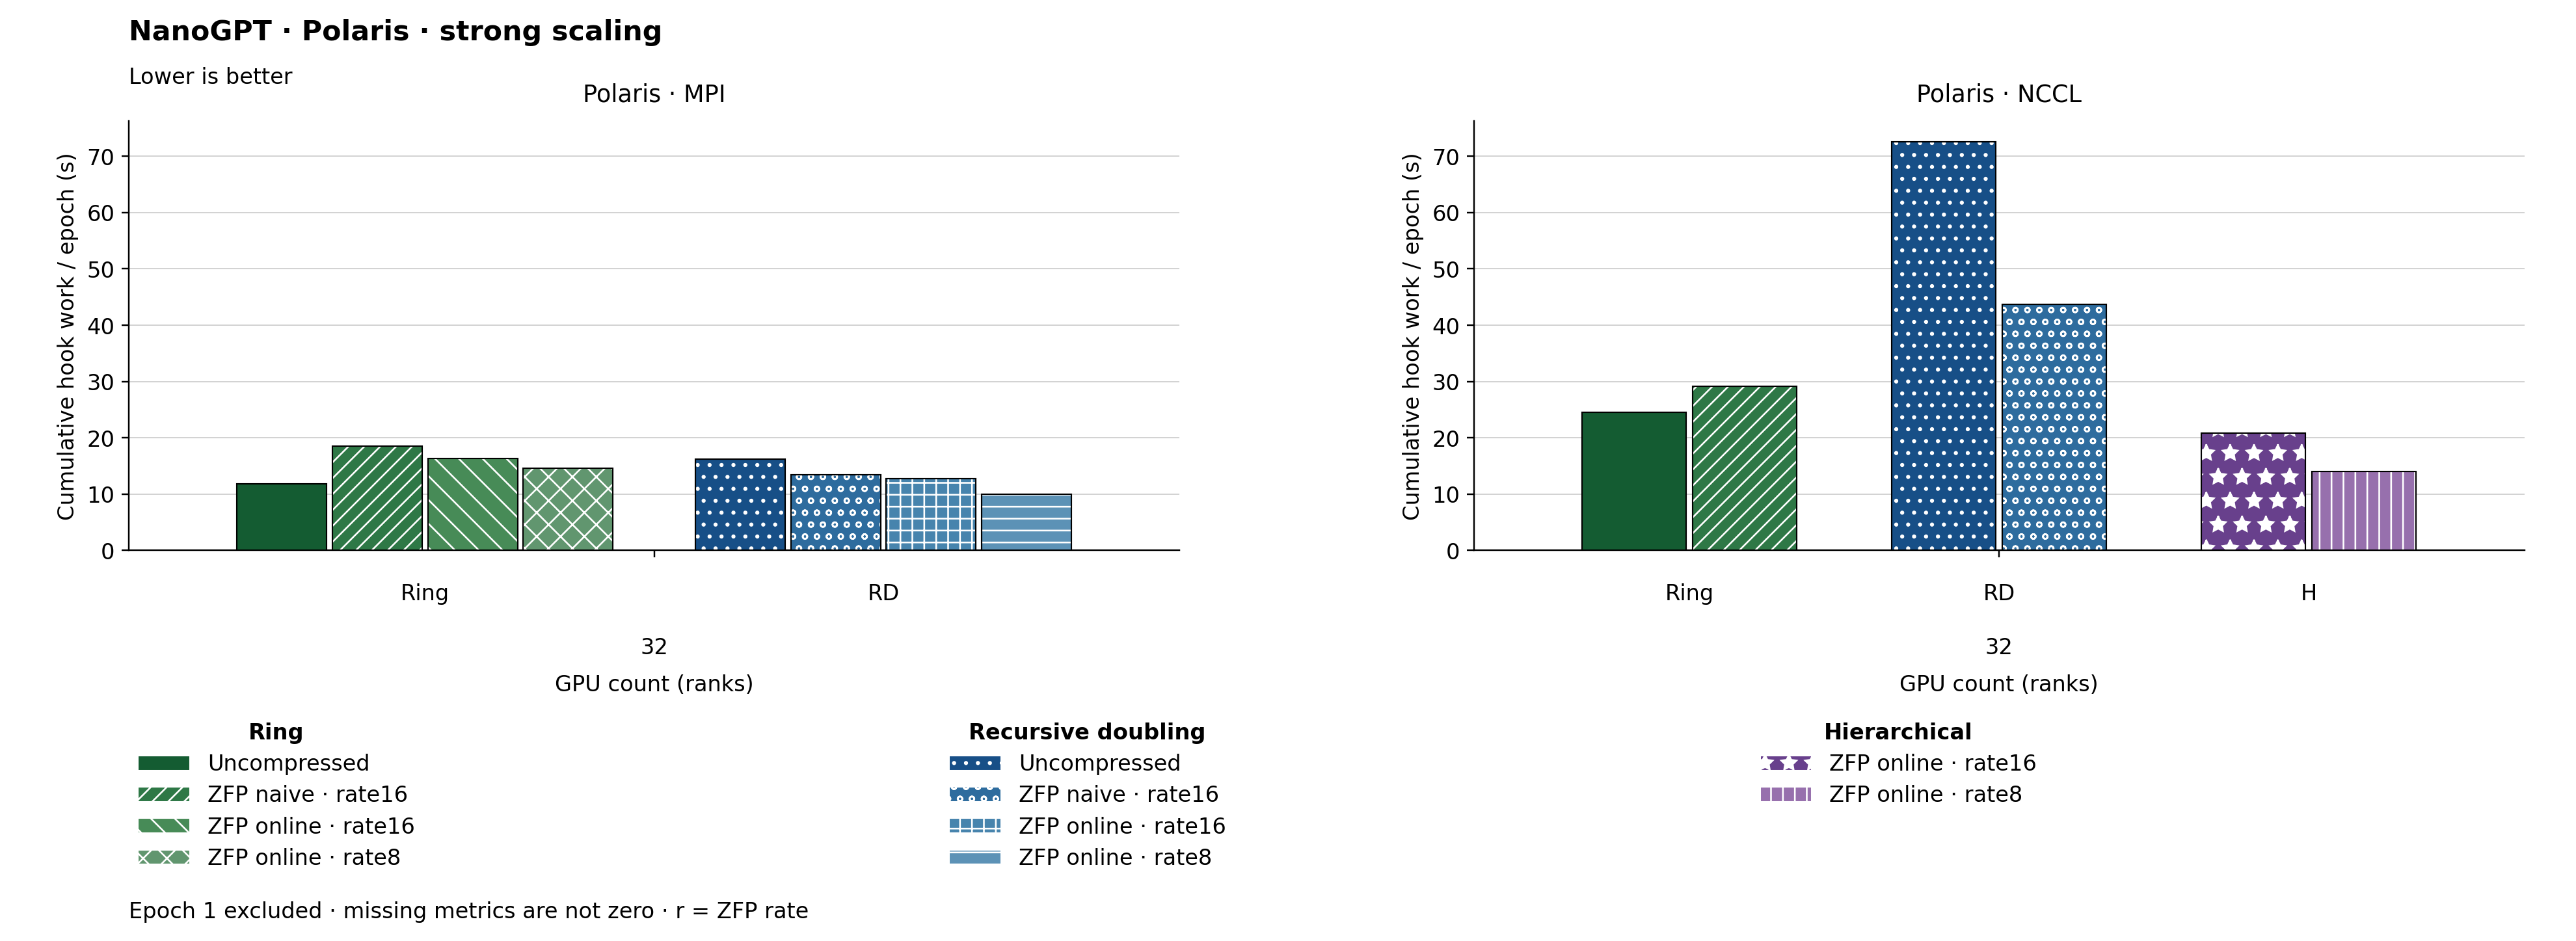 NanoGPT · Polaris · strong scaling
Lower is better
Polaris · MPI
Cumulative hook work / epoch (s)
70
60
50
40
30
20
10
0
Ring
RD
32
GPU count (ranks)
Polaris · NCCL
Cumulative hook work / epoch (s)
70
60
50
40
30
20
10
0
Ring
RD
H
32
GPU count (ranks)
Ring
Uncompressed
ZFP naive · rate16
ZFP online · rate16
ZFP online · rate8
Recursive doubling
Uncompressed
ZFP naive · rate16
ZFP online · rate16
ZFP online · rate8
Hierarchical
ZFP online · rate16
ZFP online · rate8
Epoch 1 excluded · missing metrics are not zero · r = ZFP rate